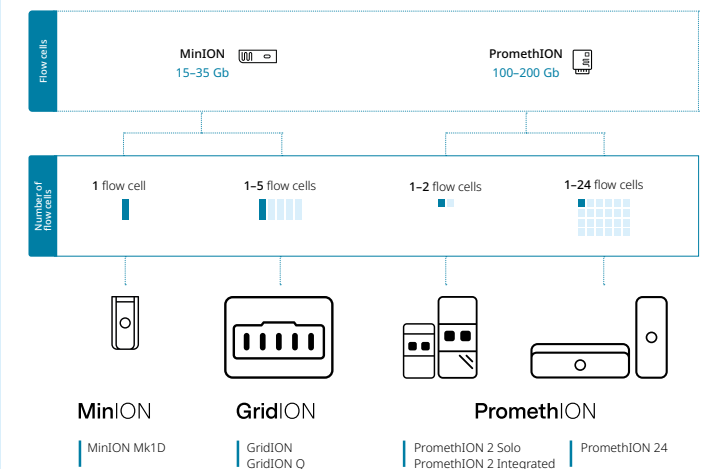 Flow cells
MinION
15–35 Gb
PromethION
100–200 Gb
Number of
flow cells
1 flow cell
1–5 flow cells
1–2 flow cells
1–24 flow cells
MinION
GridION
PromethION
MinION Mk1D
GridION
GridION Q
PromethION 2 Solo
PromethION 2 Integrated
PromethION 24